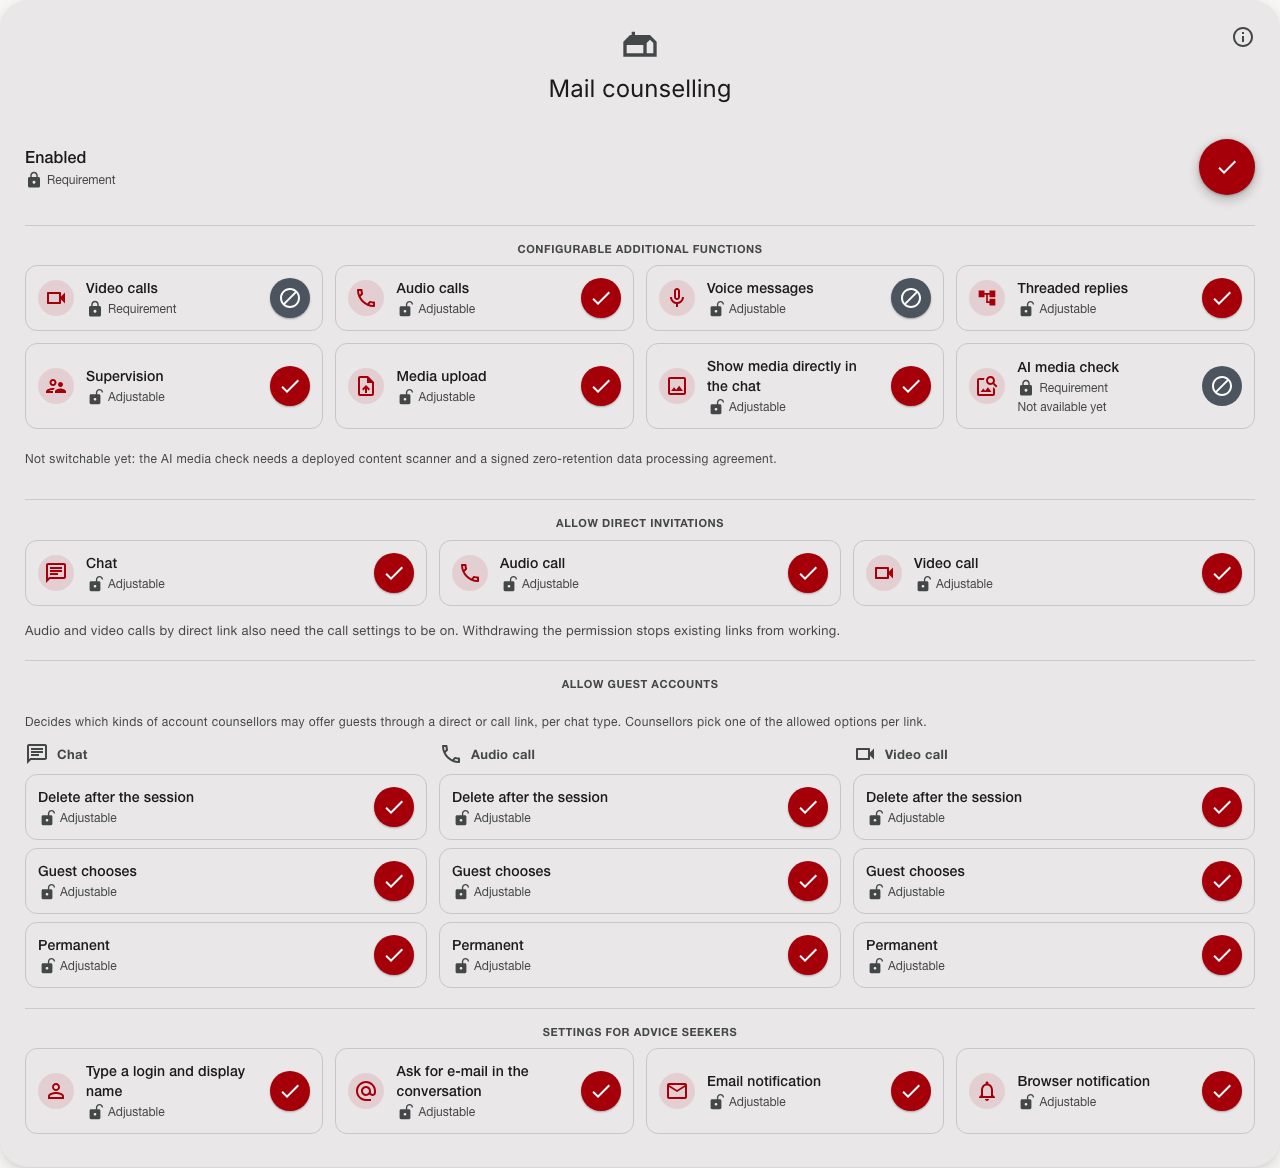 Mail counselling
Enabled
Requirement
CONFIGURABLE ADDITIONAL FUNCTIONS
Video calls
Requirement
Audio calls
Adjustable
Voice messages
Adjustable
Threaded replies
Adjustable
Supervision
Adjustable
Media upload
Adjustable
Show media directly in
the chat
Adjustable
AI media check
Requirement
Not available yet
Not switchable yet: the AI media check needs a deployed content scanner and a signed zero-retention data processing agreement.
ALLOW DIRECT INVITATIONS
Chat
Adjustable
Audio call
Adjustable
Video call
Adjustable
Audio and video calls by direct link also need the call settings to be on. Withdrawing the permission stops existing links from working.
ALLOW GUEST ACCOUNTS
Decides which kinds of account counsellors may offer guests through a direct or call link, per chat type. Counsellors pick one of the allowed options per link.
Chat
Delete after the session
Adjustable
Guest chooses
Adjustable
Permanent
Adjustable
Audio call
Delete after the session
Adjustable
Guest chooses
Adjustable
Permanent
Adjustable
Video call
Delete after the session
Adjustable
Guest chooses
Adjustable
Permanent
Adjustable
SETTINGS FOR ADVICE SEEKERS
Type a login and display
name
Adjustable
Ask for e-mail in the
conversation
Adjustable
Email notification
Adjustable
Browser notification
Adjustable